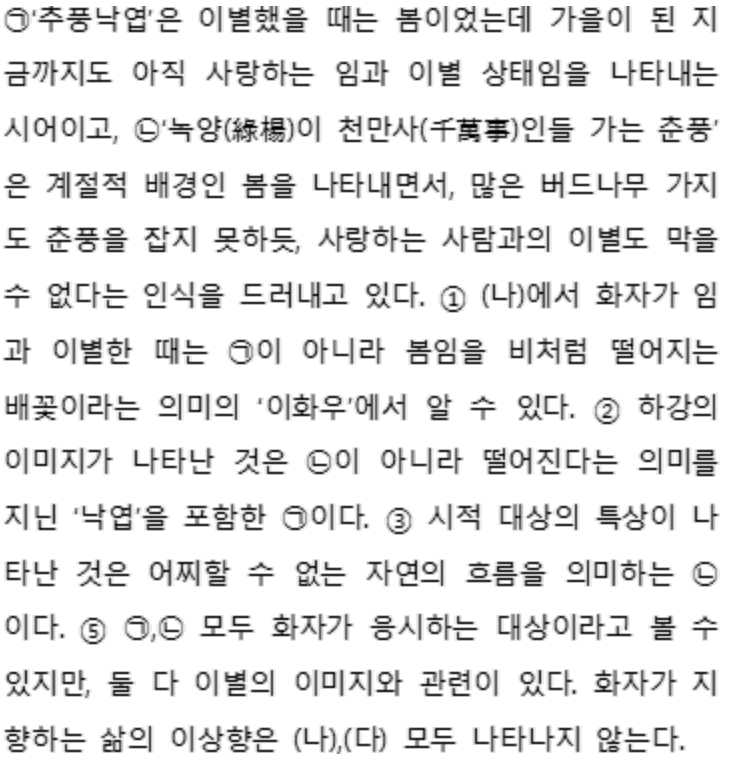 ㉠‘추풍낙엽’은 이별했을 때는 봄이었는데 가을이 된 지
금까지도 아직 사랑하는 임과 이별 상태임을 나타내는
시어이고, ㉡‘녹양(綠楊)이 천만사(千萬事)인들 가는 춘풍’
은 계절적 배경인 봄을 나타내면서, 많은 버드나무 가지
도 춘풍을 잡지 못하듯, 사랑하는 사람과의 이별도 막을
수 없다는 인식을 드러내고 있다. ① (나)에서 화자가 임
과 이별한 때는 ㉠이 아니라 봄임을 비처럼 떨어지는
배꽃이라는 의미의 ‘이화우’에서 알 수 있다. ② 하강의
이미지가 나타난 것은 ㉡이 아니라 떨어진다는 의미를
지닌 ‘낙엽’을 포함한 ㉠이다. ③ 시적 대상의 특상이 나
타난 것은 어찌할 수 없는 자연의 흐름을 의미하는 ㉡
이다. ⑤ ㉠,㉡ 모두 화자가 응시하는 대상이라고 볼 수
있지만, 둘 다 이별의 이미지와 관련이 있다. 화자가 지
향하는 삶의 이상향은 (나),(다) 모두 나타나지 않는다.